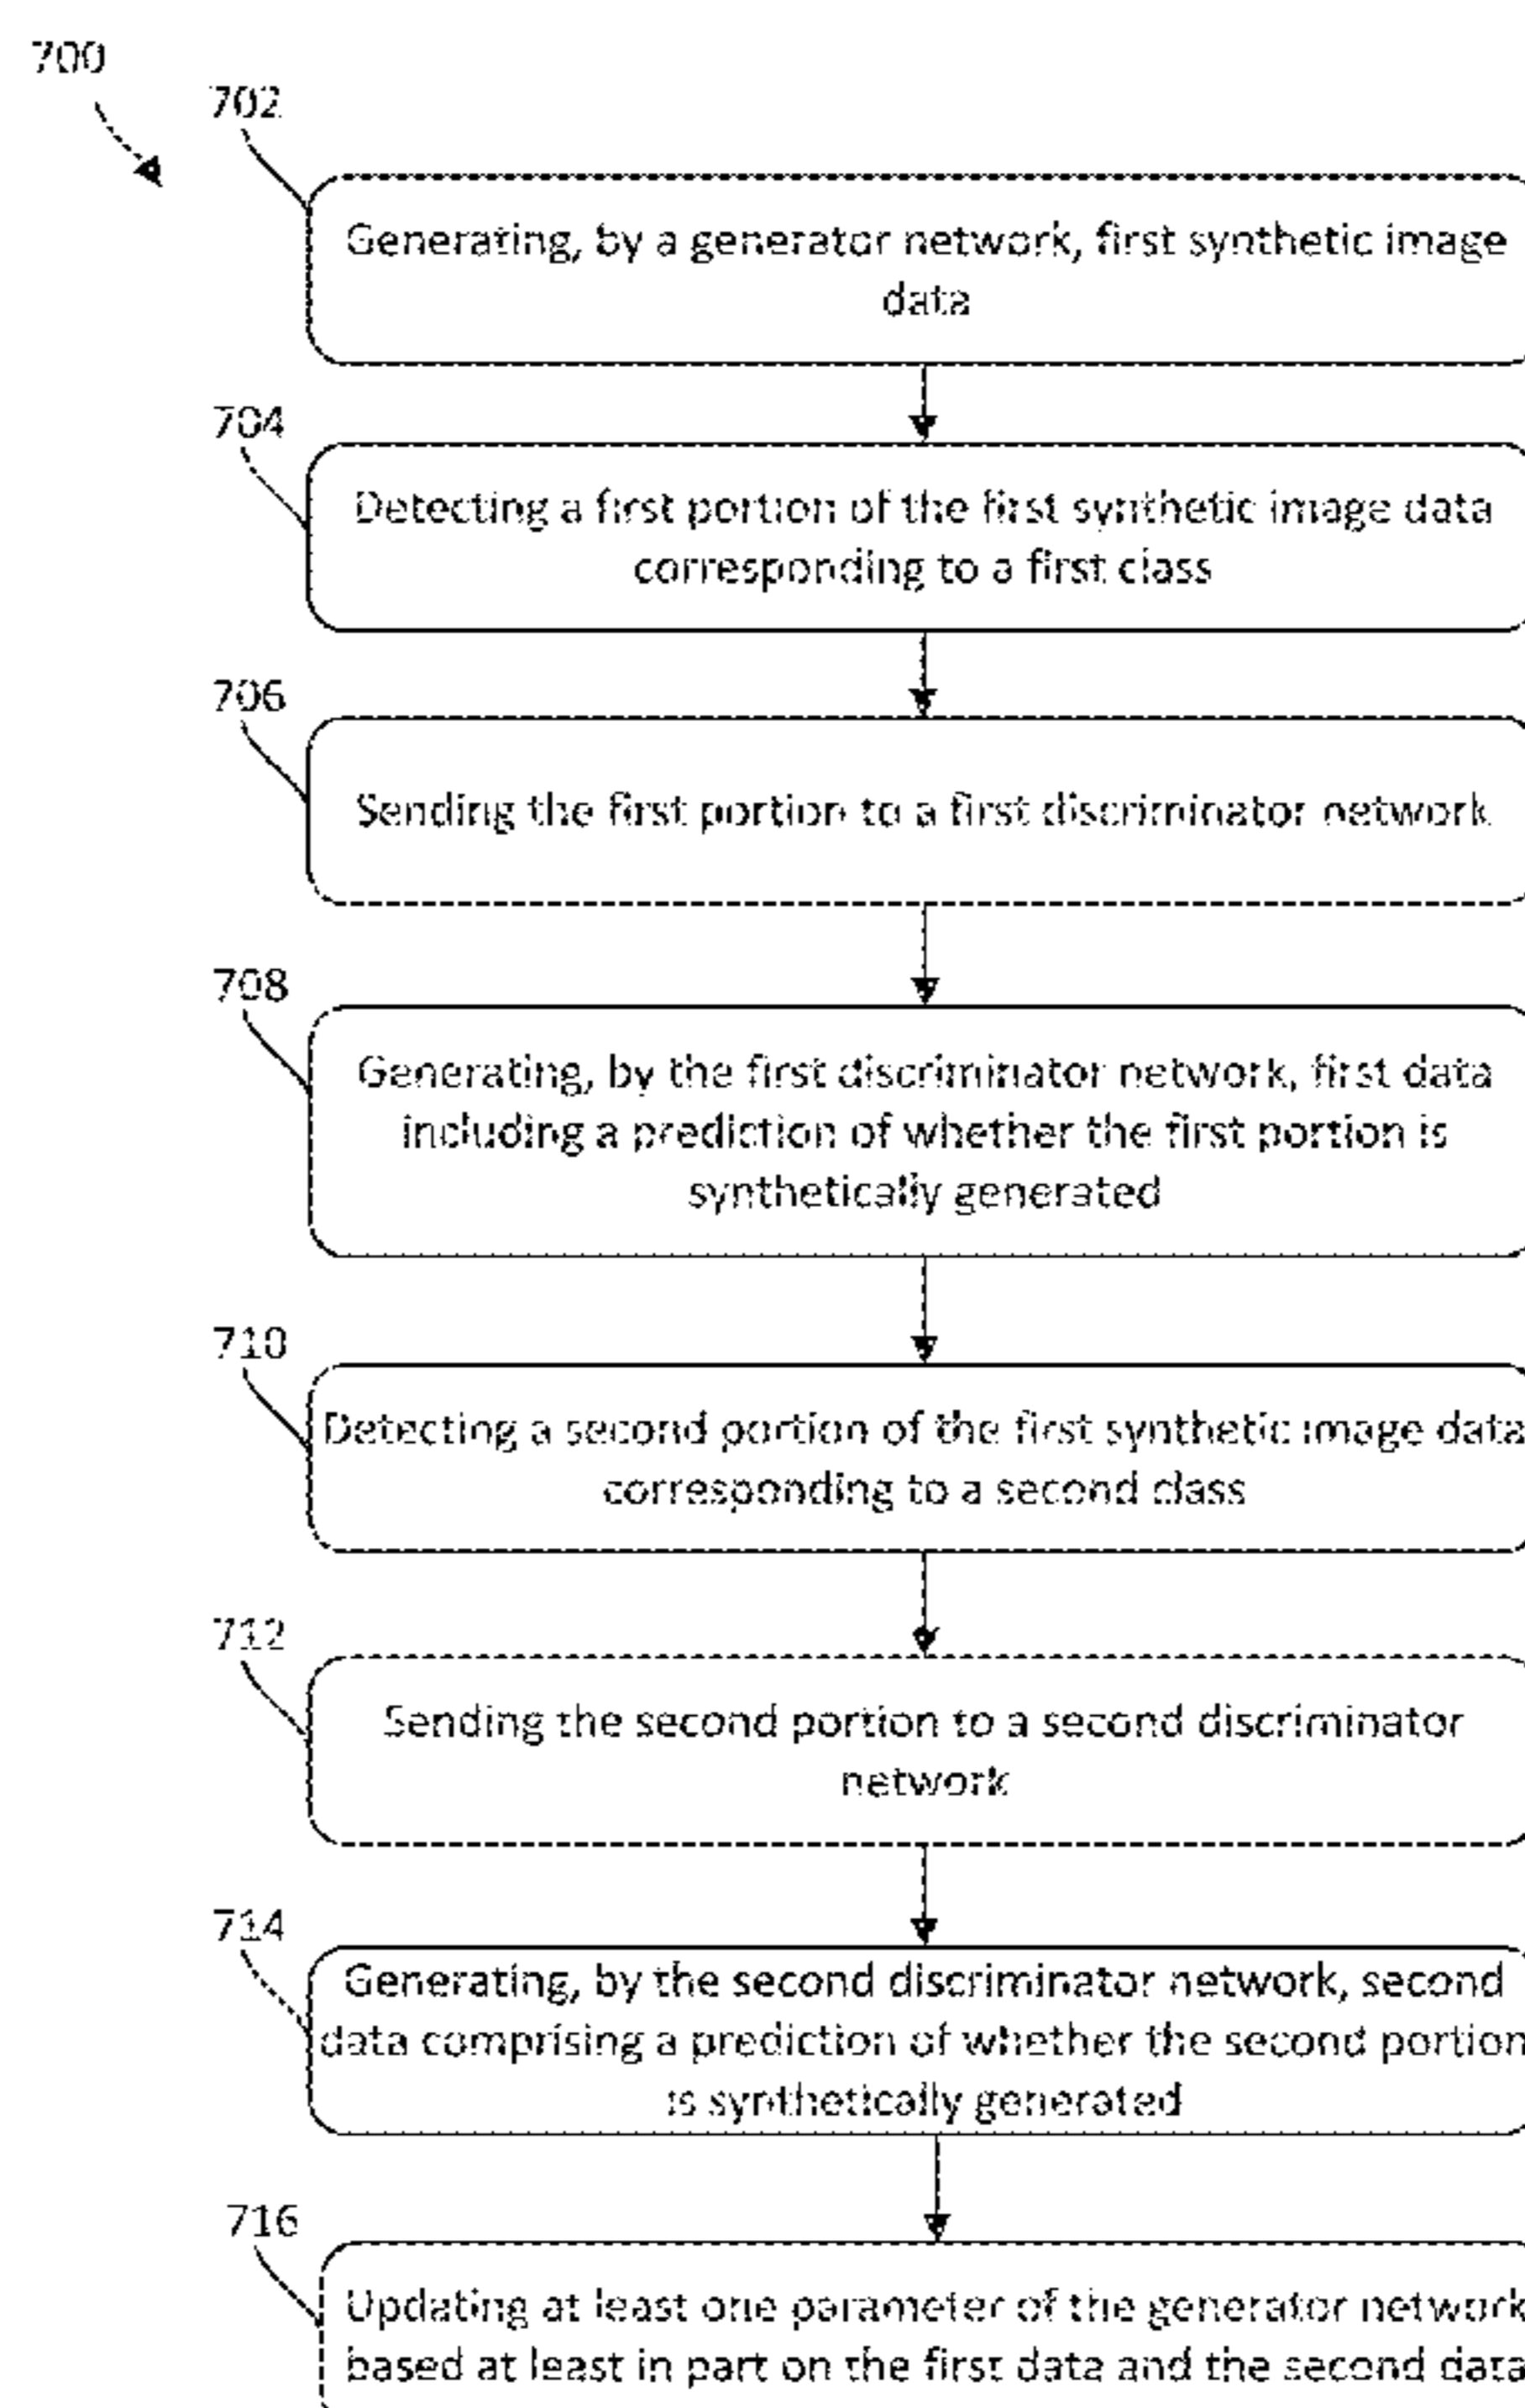 700
702
Generating, by a generator network, first synthetic image
data
704
Detecting a first portion of the first synthetic image data
corresponding to a first class
706
Sending the first portion to a first discriminator network
708
Generating, by the first discriminator network, first data
including a prediction of whether the first portion is
synthetically generated
710
Detecting a second portion of the first synthetic image data
corresponding to a second class
712
Sending the second portion to a second discriminator
network
714
Generating, by the second discriminator network, second
data comprising a prediction of whether the second portion
is synthetically generated
716
Updating at least one parameter of the generator network
based at least in part on the first data and the second data